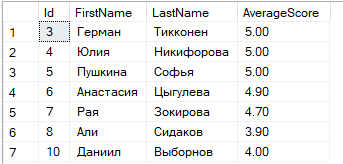 Id FirstName LastName AverageScore
1 3 Герман Тикконен 5.00
2 4 Юлия Никифорова 5.00
3 5 Пушкина Софья 5.00
4 6 Анастасия Цыгулева 4.90
5 7 Рая Зокирова 4.70
6 8 Али Сидаков 3.90
7 10 Даниил Выборнов 4.00